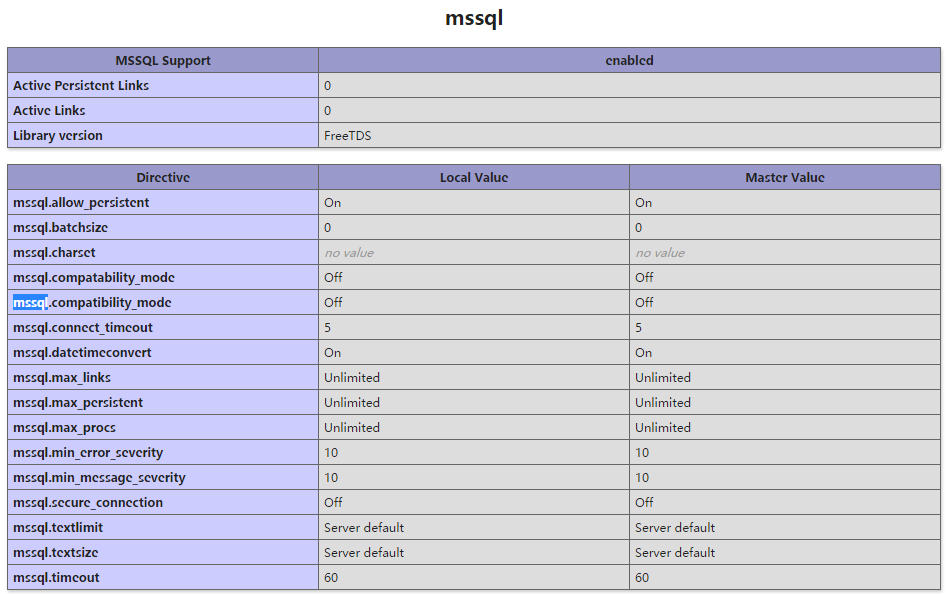 mssql
MSSQL Support enabled
Active Persistent Links 0
Active Links 0
Library version FreeTDS
Directive Local Value Master Value
mssql.allow_persistent On On
mssql.batchsize 0 0
mssql.charset no value no value
mssql.compatability_mode Off Off
mssql.compatibility_mode Off Off
mssql.connect_timeout 5 5
mssql.datetimeconvert On On
mssql.max_links Unlimited Unlimited
mssql.max_persistent Unlimited Unlimited
mssql.max_procs Unlimited Unlimited
mssql.min_error_severity 10 10
mssql.min_message_severity 10 10
mssql.secure_connection Off Off
mssql.textlimit Server default Server default
mssql.textsize Server default Server default
mssql.timeout 60 60